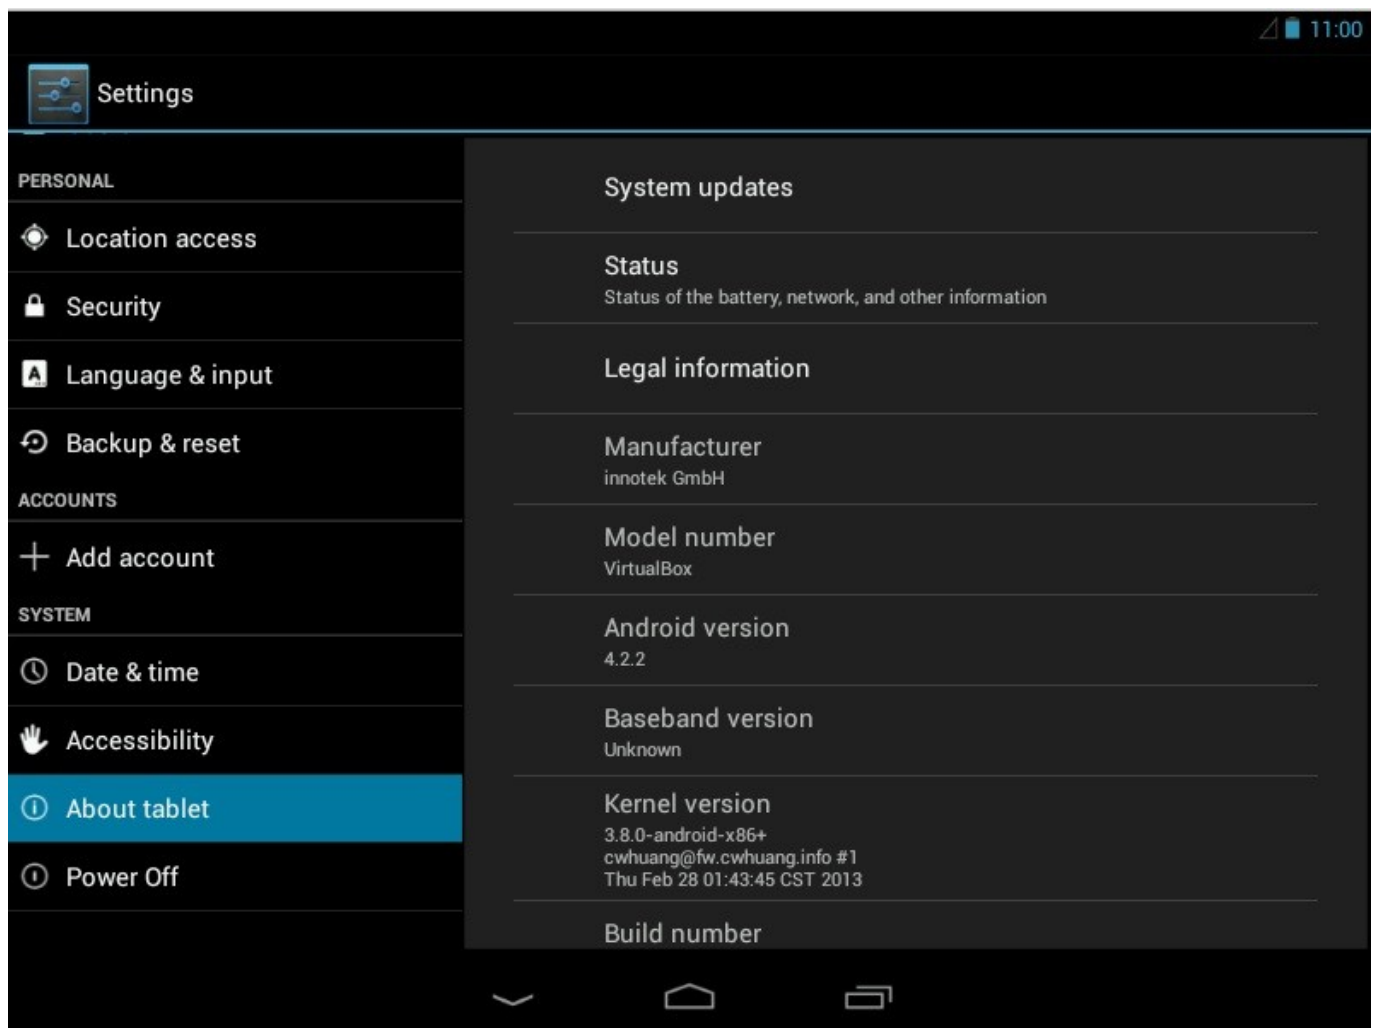 11:00
Settings
PERSONAL
Location access
Security
Language & input
Backup & reset
ACCOUNTS
Add account
SYSTEM
Date & time
Accessibility
About tablet
Power Off
System updates
Status
Status of the battery, network, and other information
Legal information
Manufacturer
innotek GmbH
Model number
VirtualBox
Android version
4.2.2
Baseband version
Unknown
Kernel version
3.8.0-android-x86+
cwhuang@fw.cwhuang.info #1
Thu Feb 28 01:43:45 CST 2013
Build number